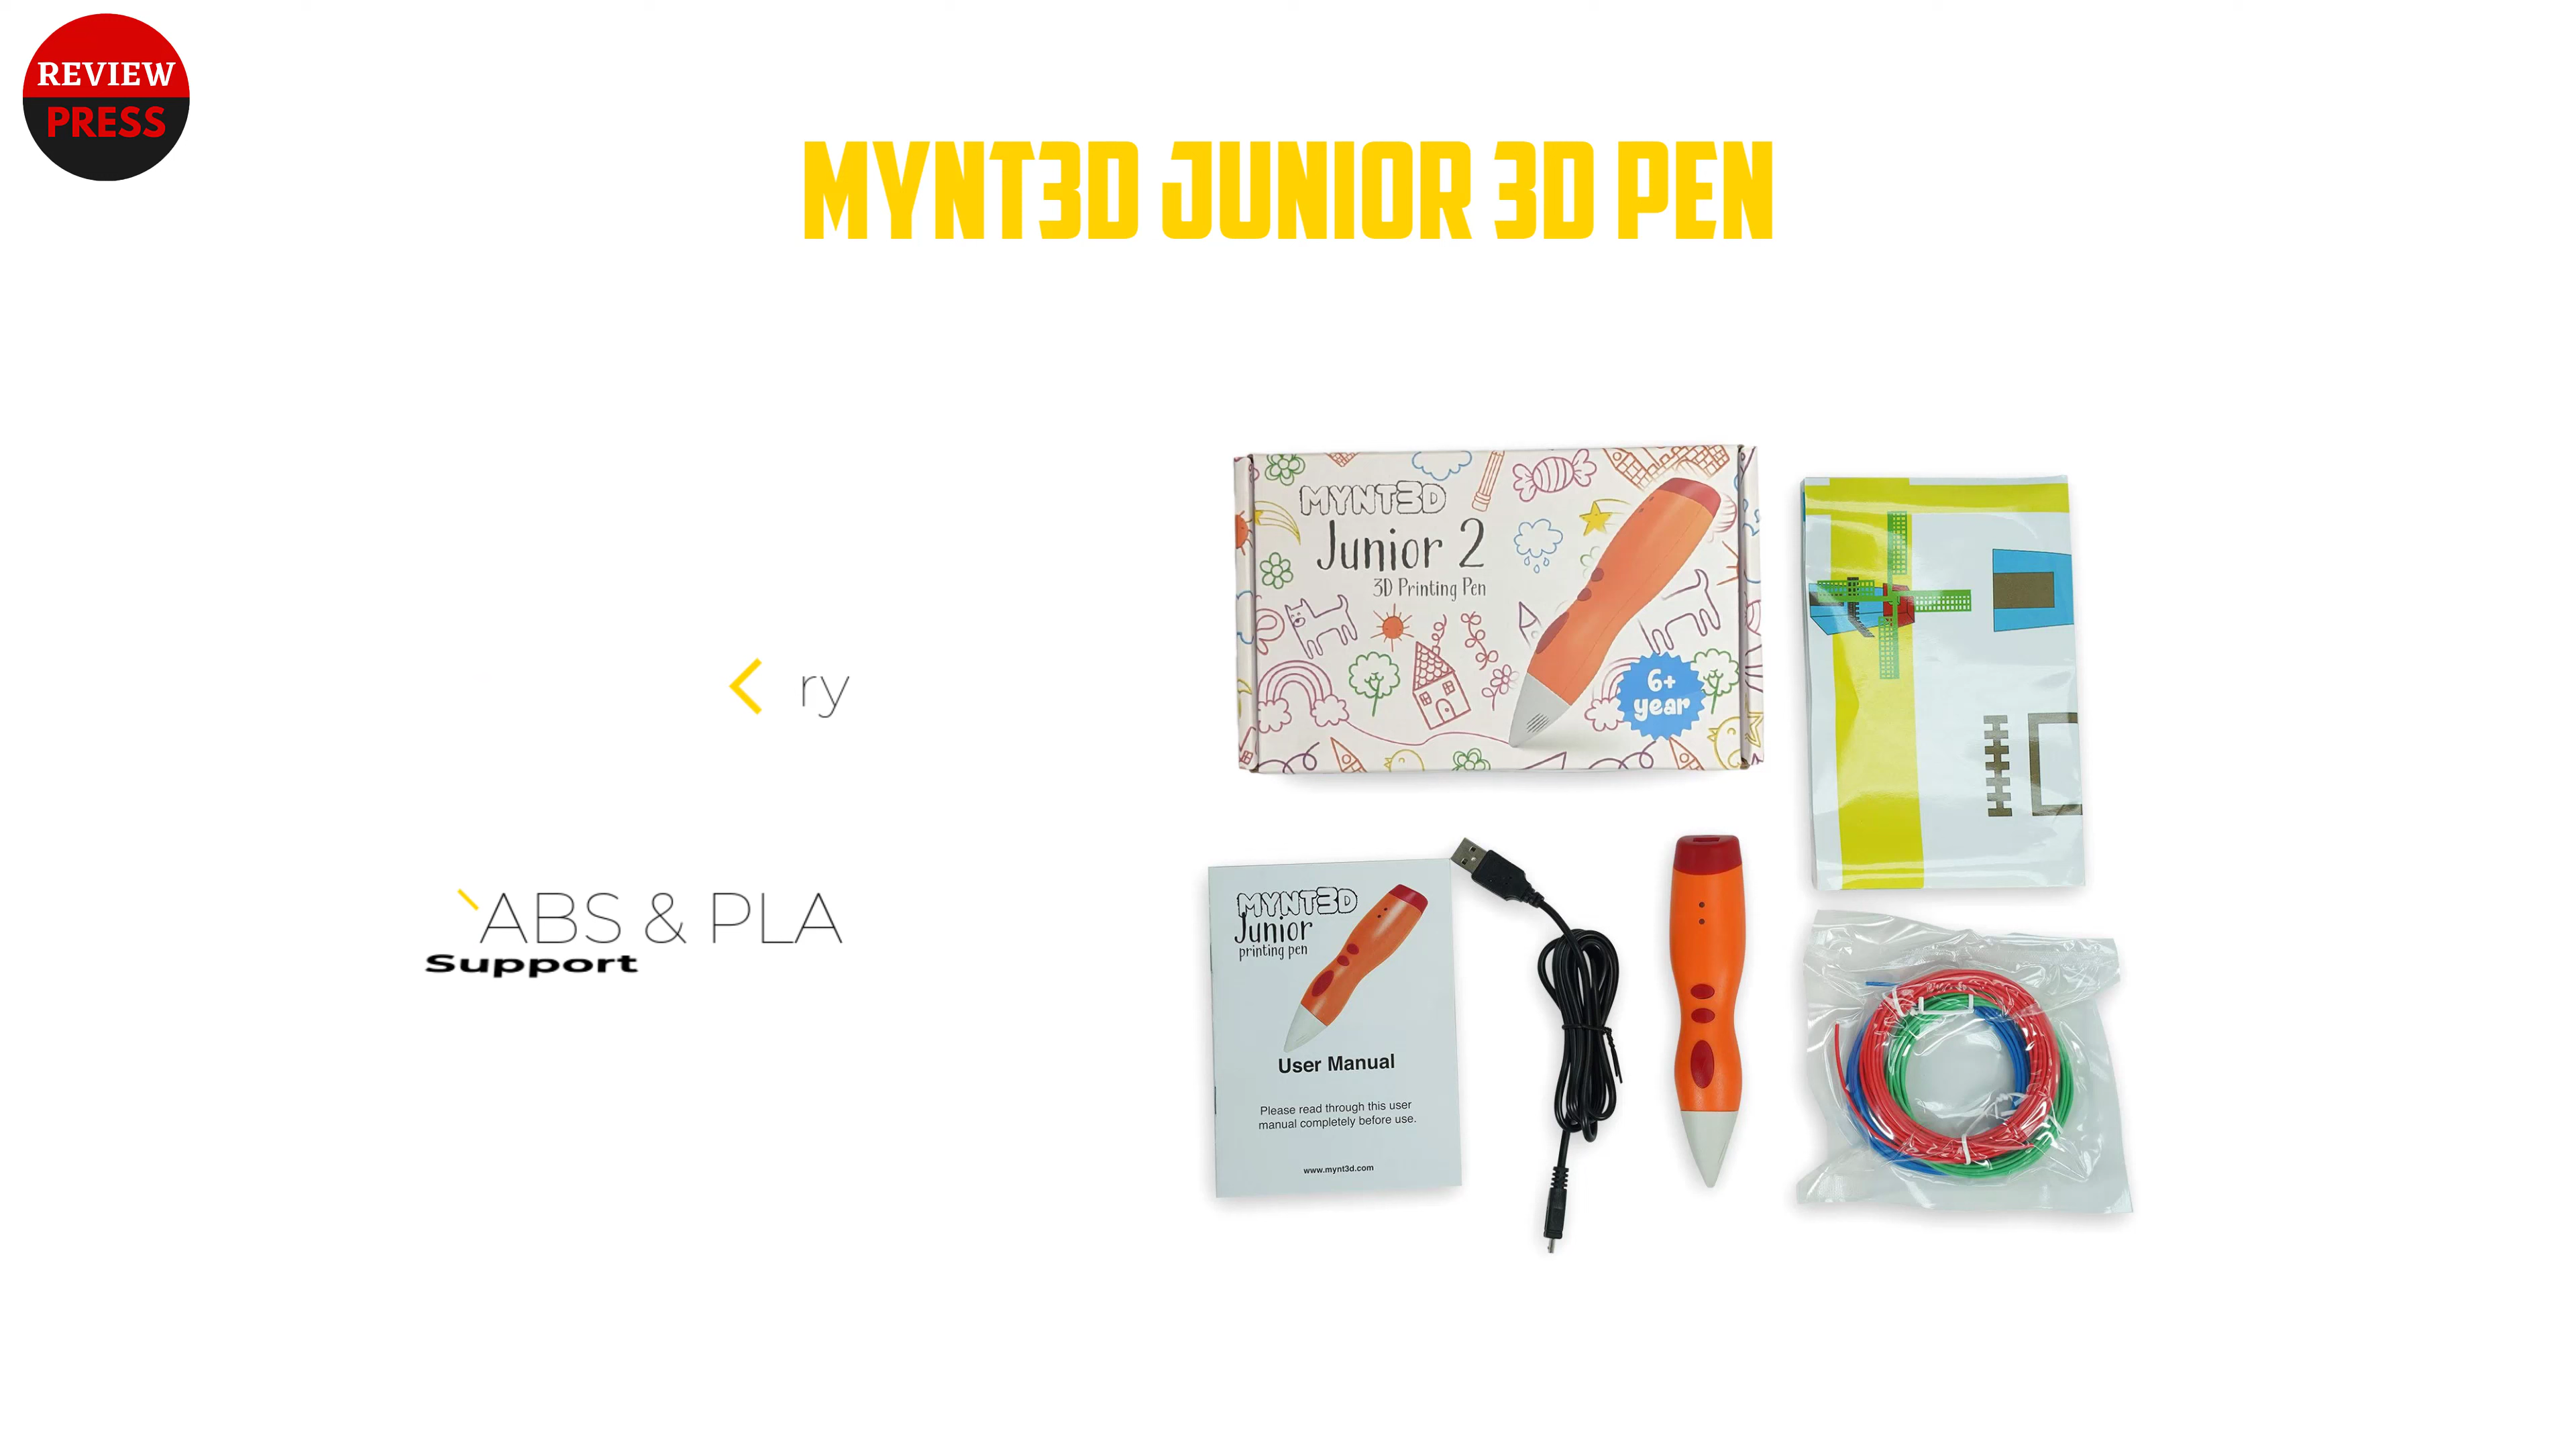 REVIEW
PRESS
MYNT3D JUNIOR 3D PEN
MYNT3D
Junior 2
3D Printing Pen
6+
year
ry
ABS & PLA
Support
MYNT3D
Junior
printing pen
User Manual
Please read through this user
manual completely before use.
www.mynt3d.com